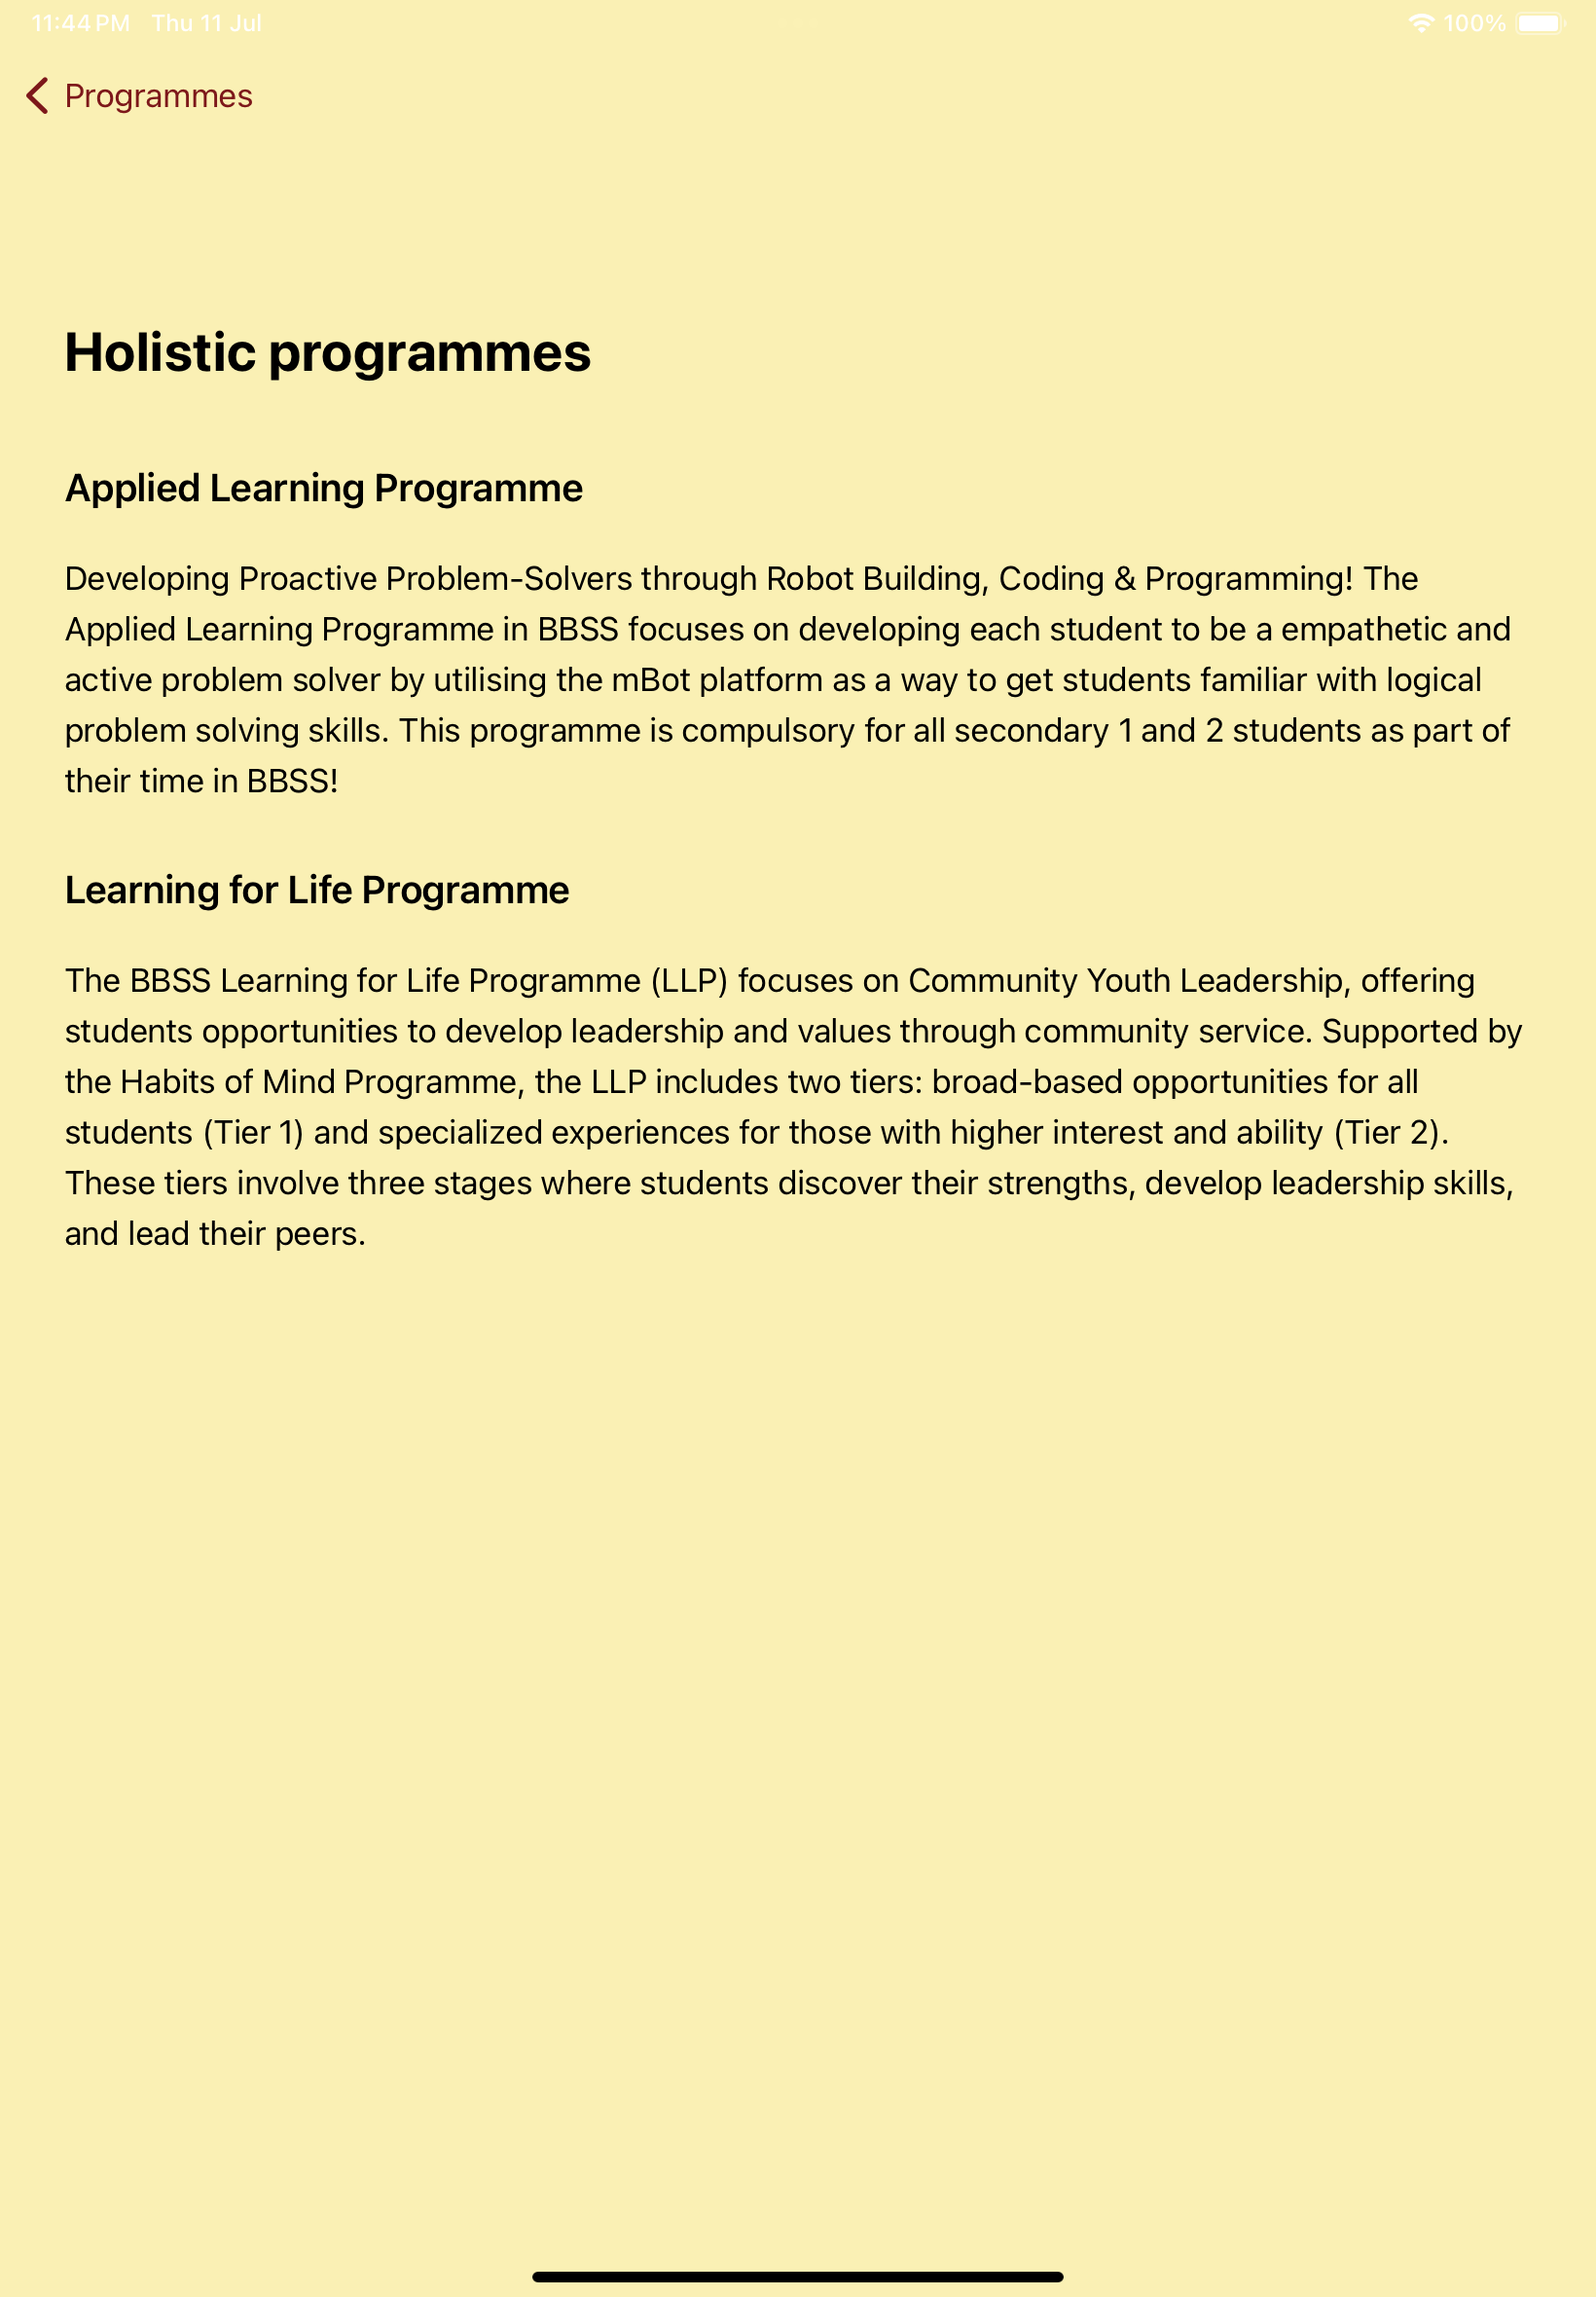 11:44 PM Thu 11 Jul 100%
Programmes
Holistic programmes
Applied Learning Programme
Developing Proactive Problem-Solvers through Robot Building, Coding & Programming! The
Applied Learning Programme in BBSS focuses on developing each student to be a empathetic and
active problem solver by utilising the mBot platform as a way to get students familiar with logical
problem solving skills. This programme is compulsory for all secondary 1 and 2 students as part of
their time in BBSS!
Learning for Life Programme
The BBSS Learning for Life Programme (LLP) focuses on Community Youth Leadership, offering
students opportunities to develop leadership and values through community service. Supported by
the Habits of Mind Programme, the LLP includes two tiers: broad-based opportunities for all
students (Tier 1) and specialized experiences for those with higher interest and ability (Tier 2).
These tiers involve three stages where students discover their strengths, develop leadership skills,
and lead their peers.